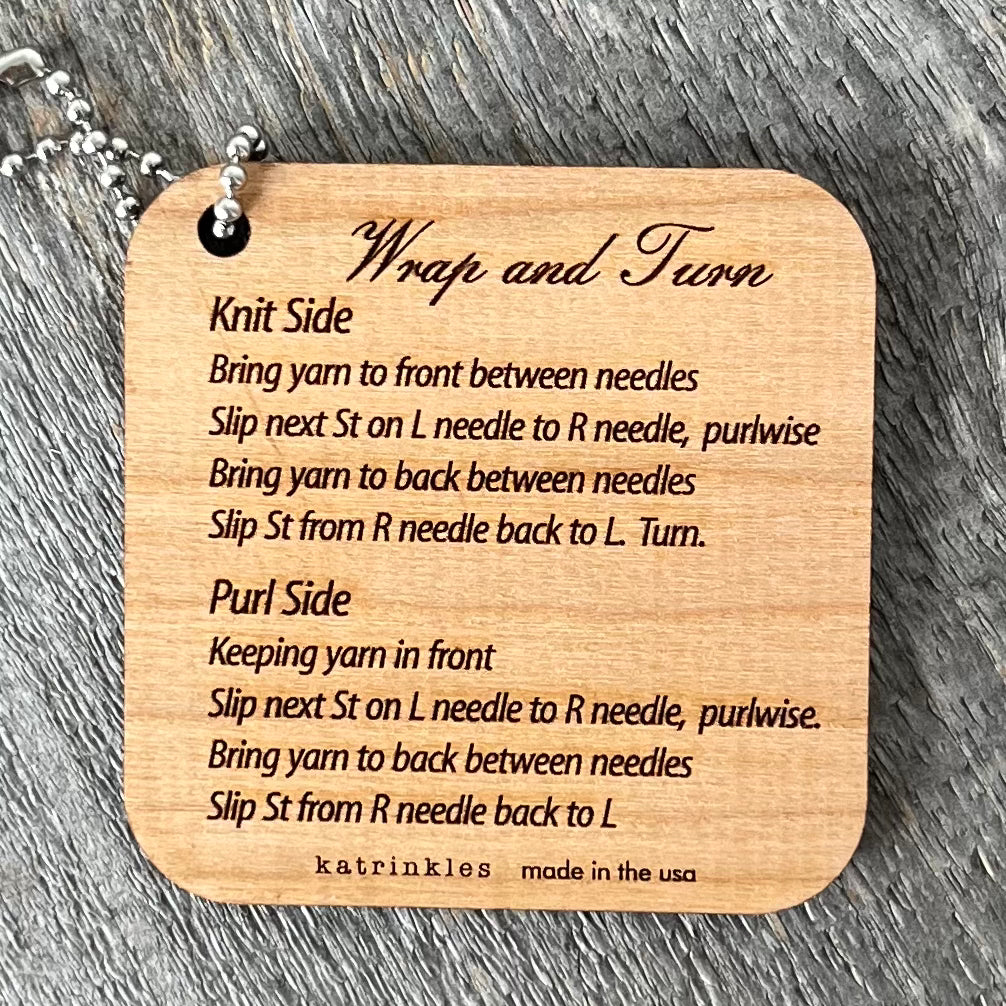 Wrap and Turn
Knit Side
Bring yarn to front between needles
Slip next St on L needle to R needle, purlwise
Bring yarn to back between needles
Slip St from R needle back to L. Turn.
Purl Side
Keeping yarn in front
Slip next St on L needle to R needle, purlwise.
Bring yarn to back between needles
Slip St from R needle back to L
katrinkles made in the usa